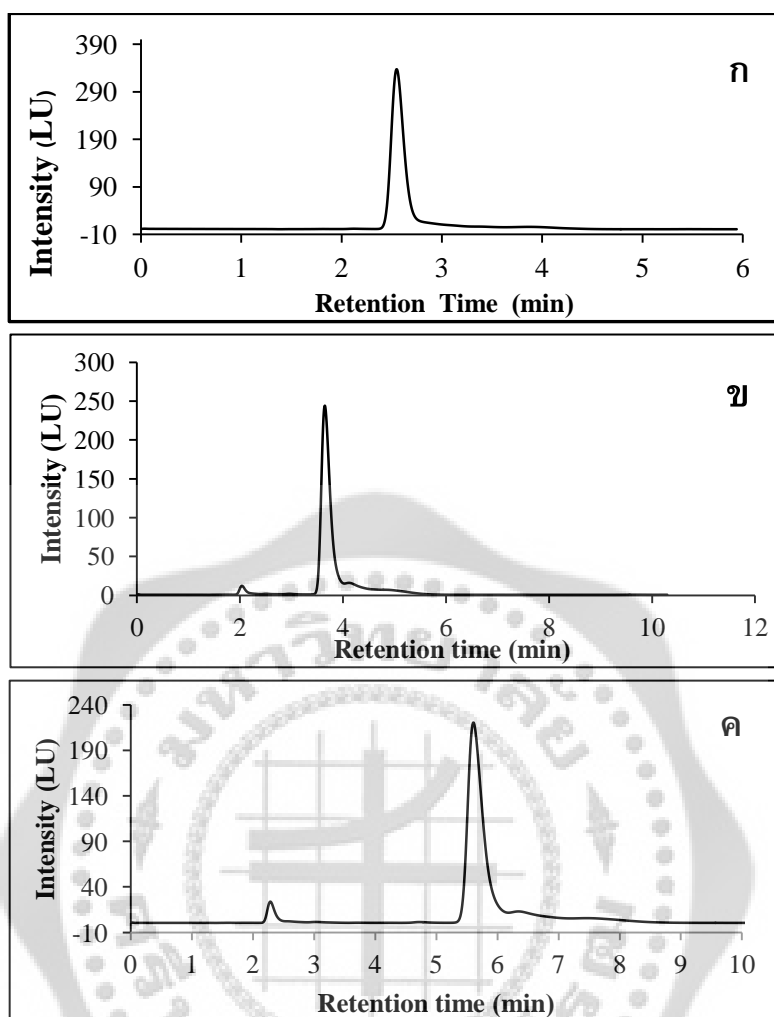 390
ก
290
190
90
-10
Intensity (LU)
0 1 2 3 4 5 6
Retention Time (min)
300
ข
250
200
150
100
50
0
Intensity (LU)
0 2 4 6 8 10 12
Retention time (min)
240
ค
190
140
90
40
-10
Intensity (LU)
0 1 2 3 4 5 6 7 8 9 10
Retention time (min)